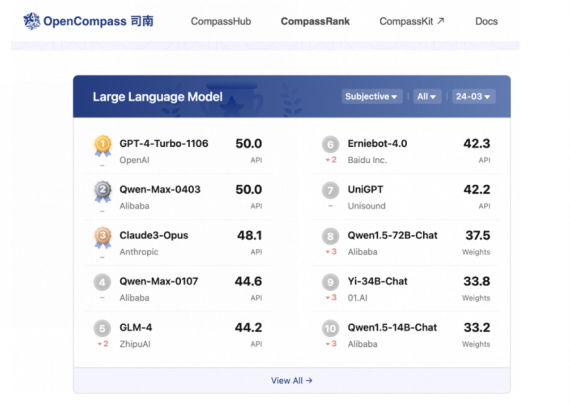 OpenCompass 司南 CompassHub CompassRank CompassKit ↗ Docs
Large Language Model Subjective All 24-03
1 GPT-4-Turbo-1106 50.0
OpenAI API
–
2 Qwen-Max-0403 50.0
Alibaba API
–
3 Claude3-Opus 48.1
Anthropic API
–
4 Qwen-Max-0107 44.6
– Alibaba API
5 GLM-4 44.2
2 ZhipuAI API
6 Erniebot-4.0 42.3
2 Baidu Inc. API
7 UniGPT 42.2
– Unisound API
8 Qwen1.5-72B-Chat 37.5
3 Alibaba Weights
9 Yi-34B-Chat 33.8
3 01.AI Weights
10 Qwen1.5-14B-Chat 33.2
3 Alibaba Weights
View All →